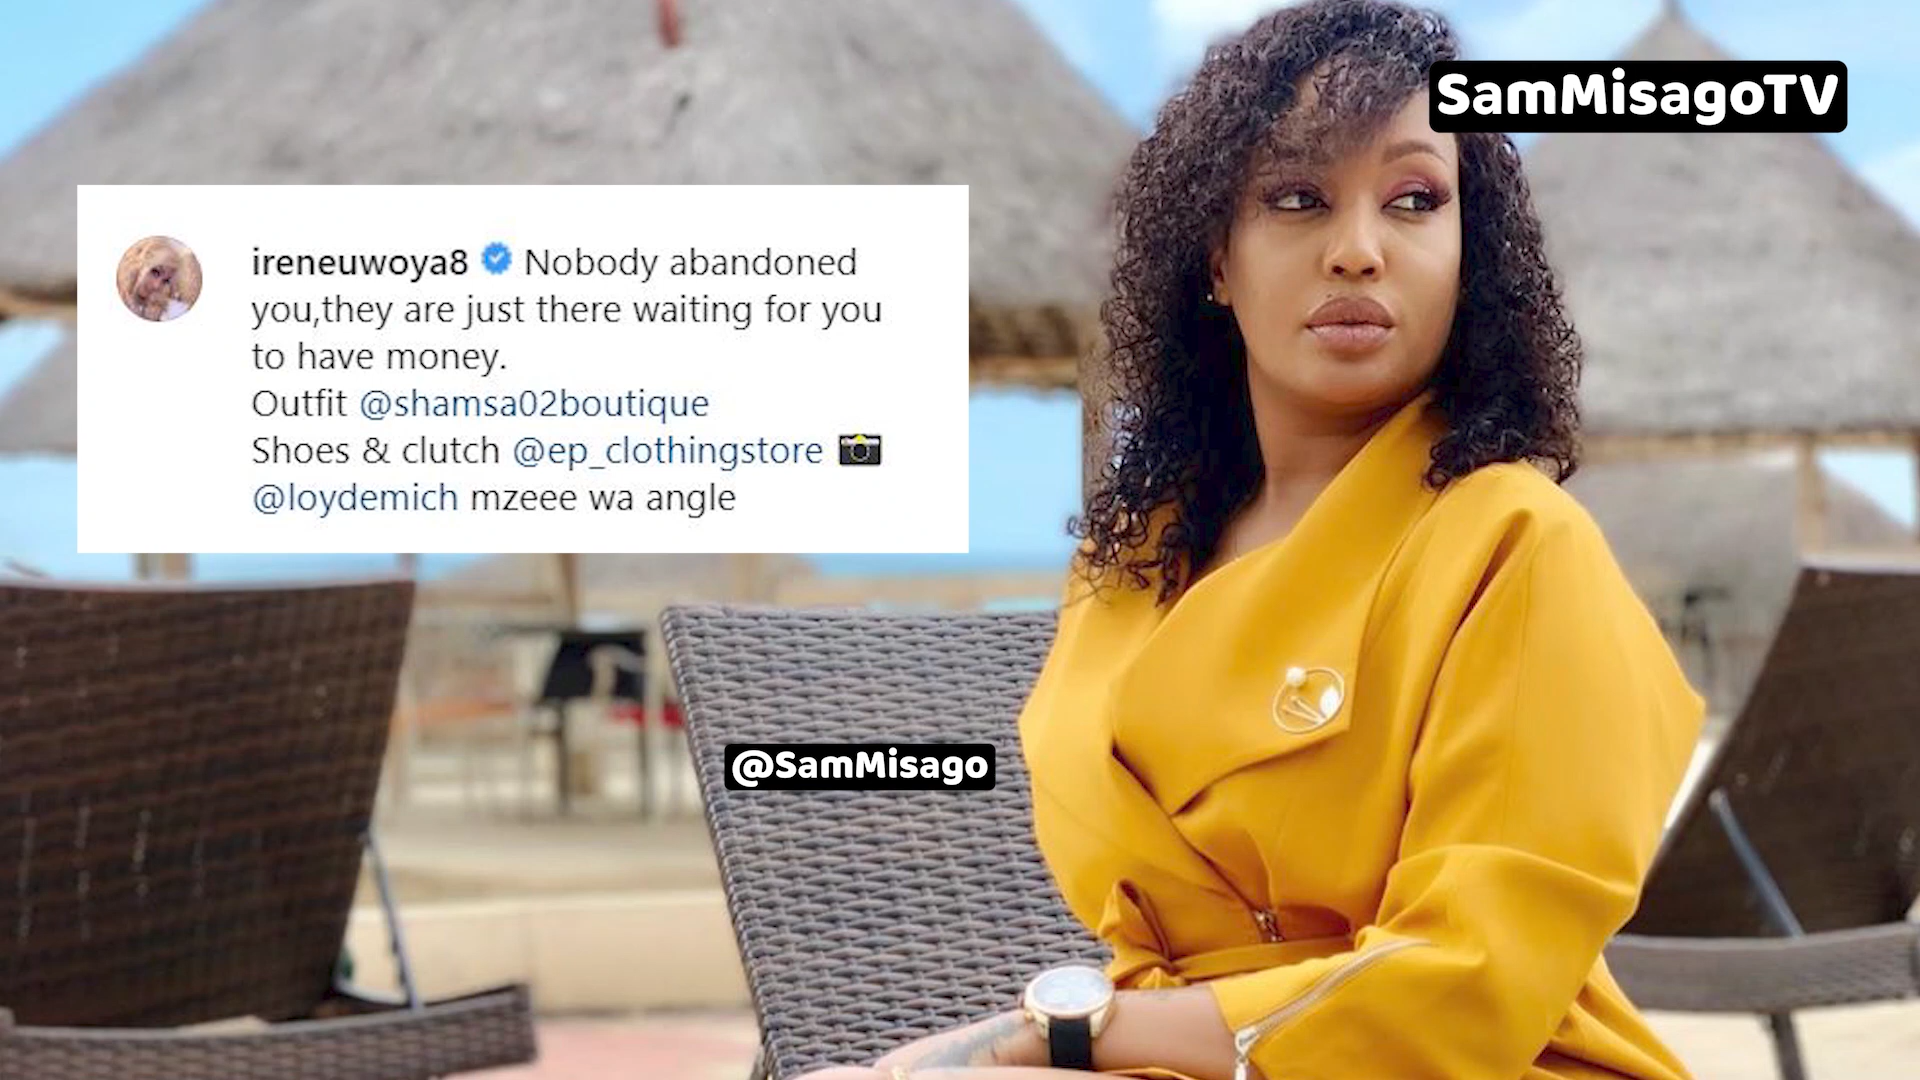 SamMisagoTV
ireneuwoya8 Nobody abandoned
you,they are just there waiting for you
to have money.
Outfit @shamsa02boutique
Shoes & clutch @ep_clothingstore 📷
@loydemich mzeee wa angle
@SamMisago